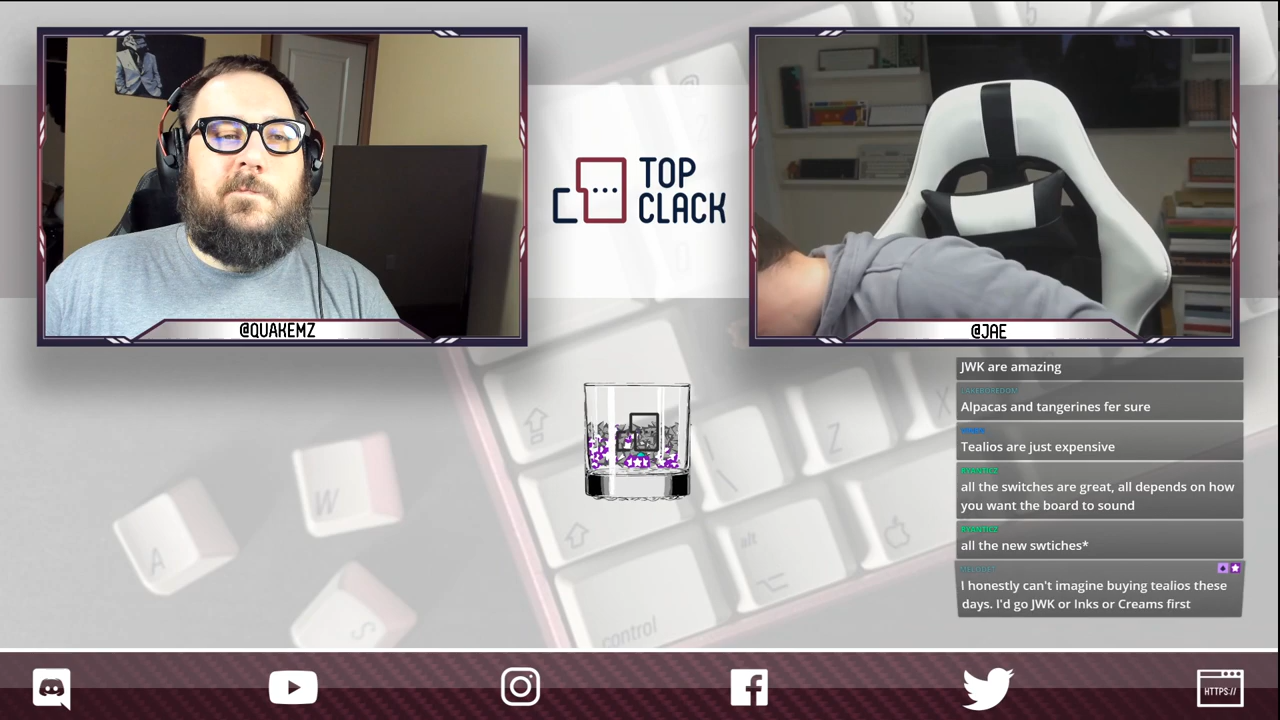 TOP
CLACK
@QUAKEMZ
@JAE
JWK are amazing
Alpacas and tangerines fer sure
Tealios are just expensive
all the switches are great, all depends on how
you want the board to sound
all the new swtiches*
I honestly can't imagine buying tealios these
days. I'd go JWK or Inks or Creams first
A
W
S
Z
X
alt
control
HTTPS://